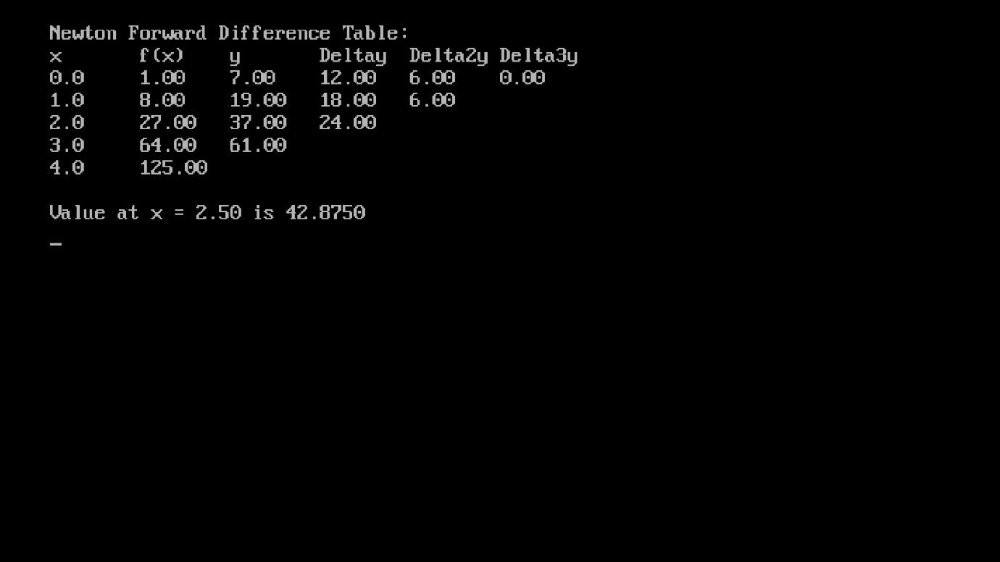 Newton Forward Difference Table:
x f(x) y Deltay Delta2y Delta3y
0.0 1.00 7.00 12.00 6.00 0.00
1.0 8.00 19.00 18.00 6.00
2.0 27.00 37.00 24.00
3.0 64.00 61.00
4.0 125.00
Value at x = 2.50 is 42.8750